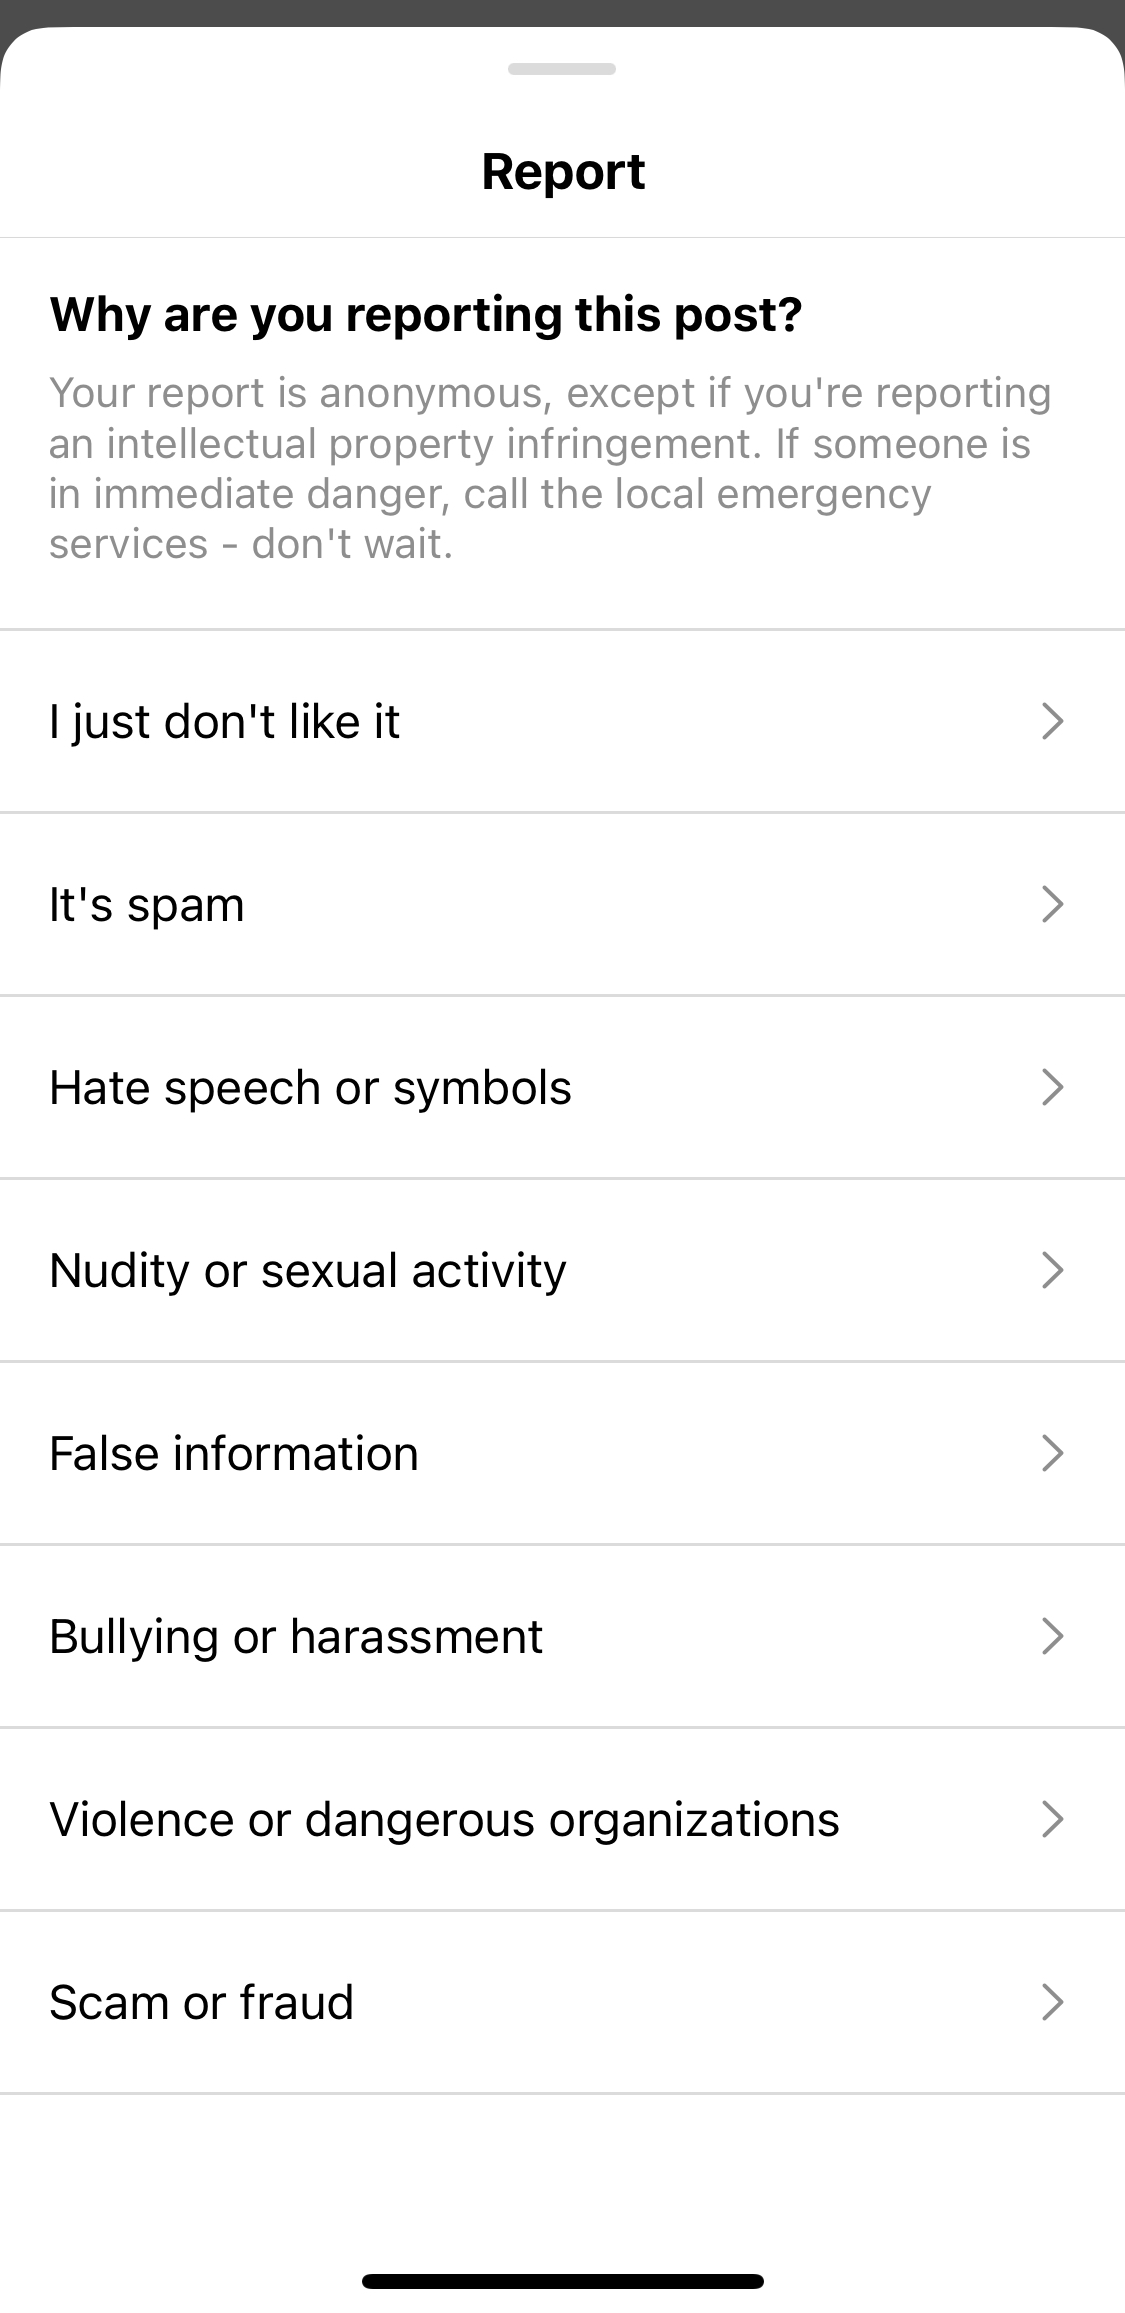 Report
Why are you reporting this post?
Your report is anonymous, except if you're reporting
an intellectual property infringement. If someone is
in immediate danger, call the local emergency
services - don't wait.
I just don't like it
It's spam
Hate speech or symbols
Nudity or sexual activity
False information
Bullying or harassment
Violence or dangerous organizations
Scam or fraud